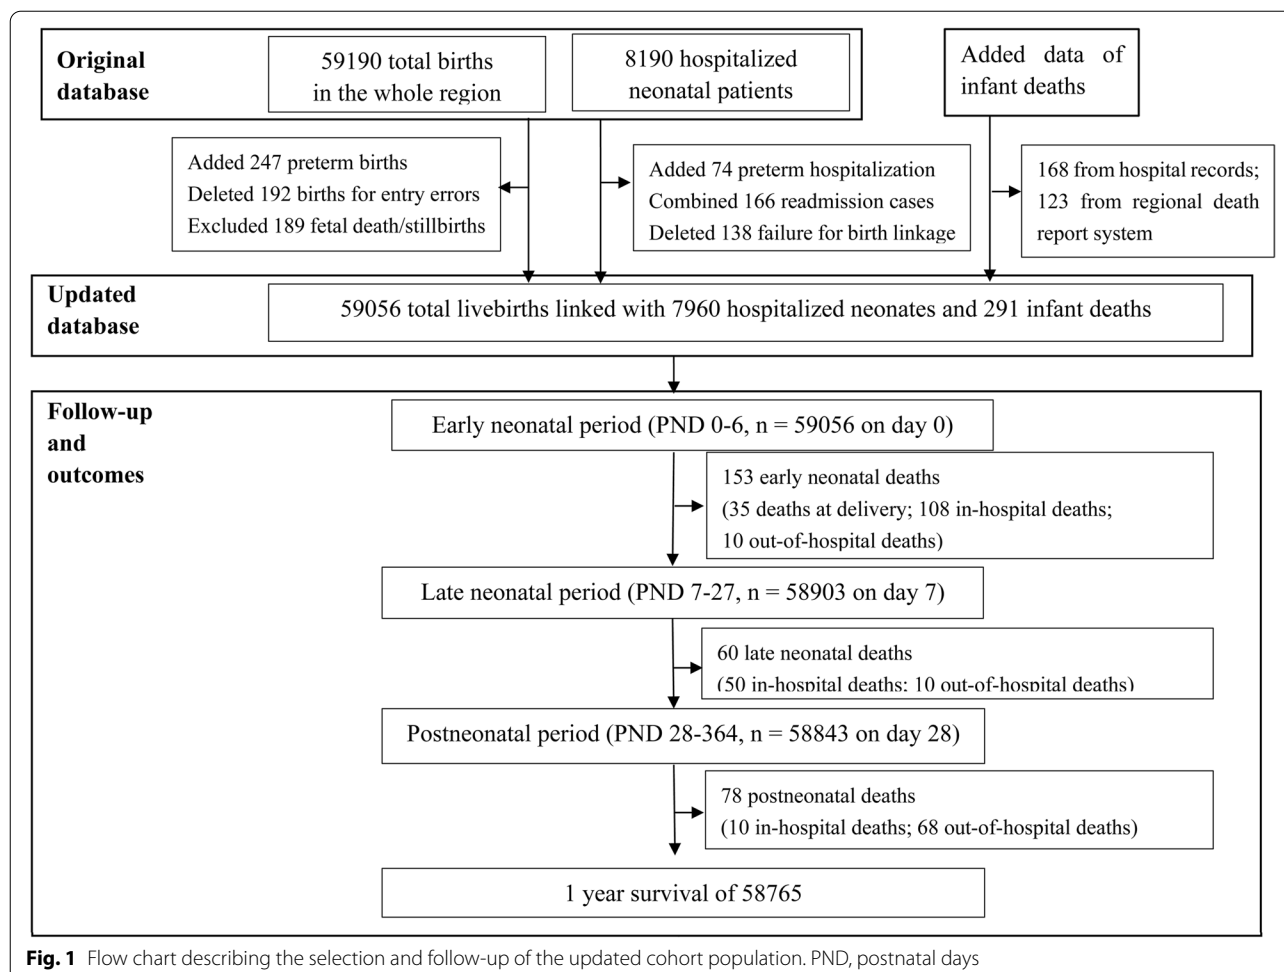 Original
database
59190 total births
in the whole region
8190 hospitalized
neonatal patients
Added data of
infant deaths
Added 247 preterm births
Deleted 192 births for entry errors
Excluded 189 fetal death/stillbirths
Added 74 preterm hospitalization
Combined 166 readmission cases
Deleted 138 failure for birth linkage
168 from hospital records;
123 from regional death
report system
Updated
database
59056 total livebirths linked with 7960 hospitalized neonates and 291 infant deaths
Follow-up
and
outcomes
Early neonatal period (PND 0-6, n = 59056 on day 0)
153 early neonatal deaths
(35 deaths at delivery; 108 in-hospital deaths;
10 out-of-hospital deaths)
Late neonatal period (PND 7-27, n = 58903 on day 7)
60 late neonatal deaths
(50 in-hospital deaths; 10 out-of-hospital deaths)
Postneonatal period (PND 28-364, n = 58843 on day 28)
78 postneonatal deaths
(10 in-hospital deaths; 68 out-of-hospital deaths)
1 year survival of 58765
Fig. 1 Flow chart describing the selection and follow-up of the updated cohort population. PND, postnatal days